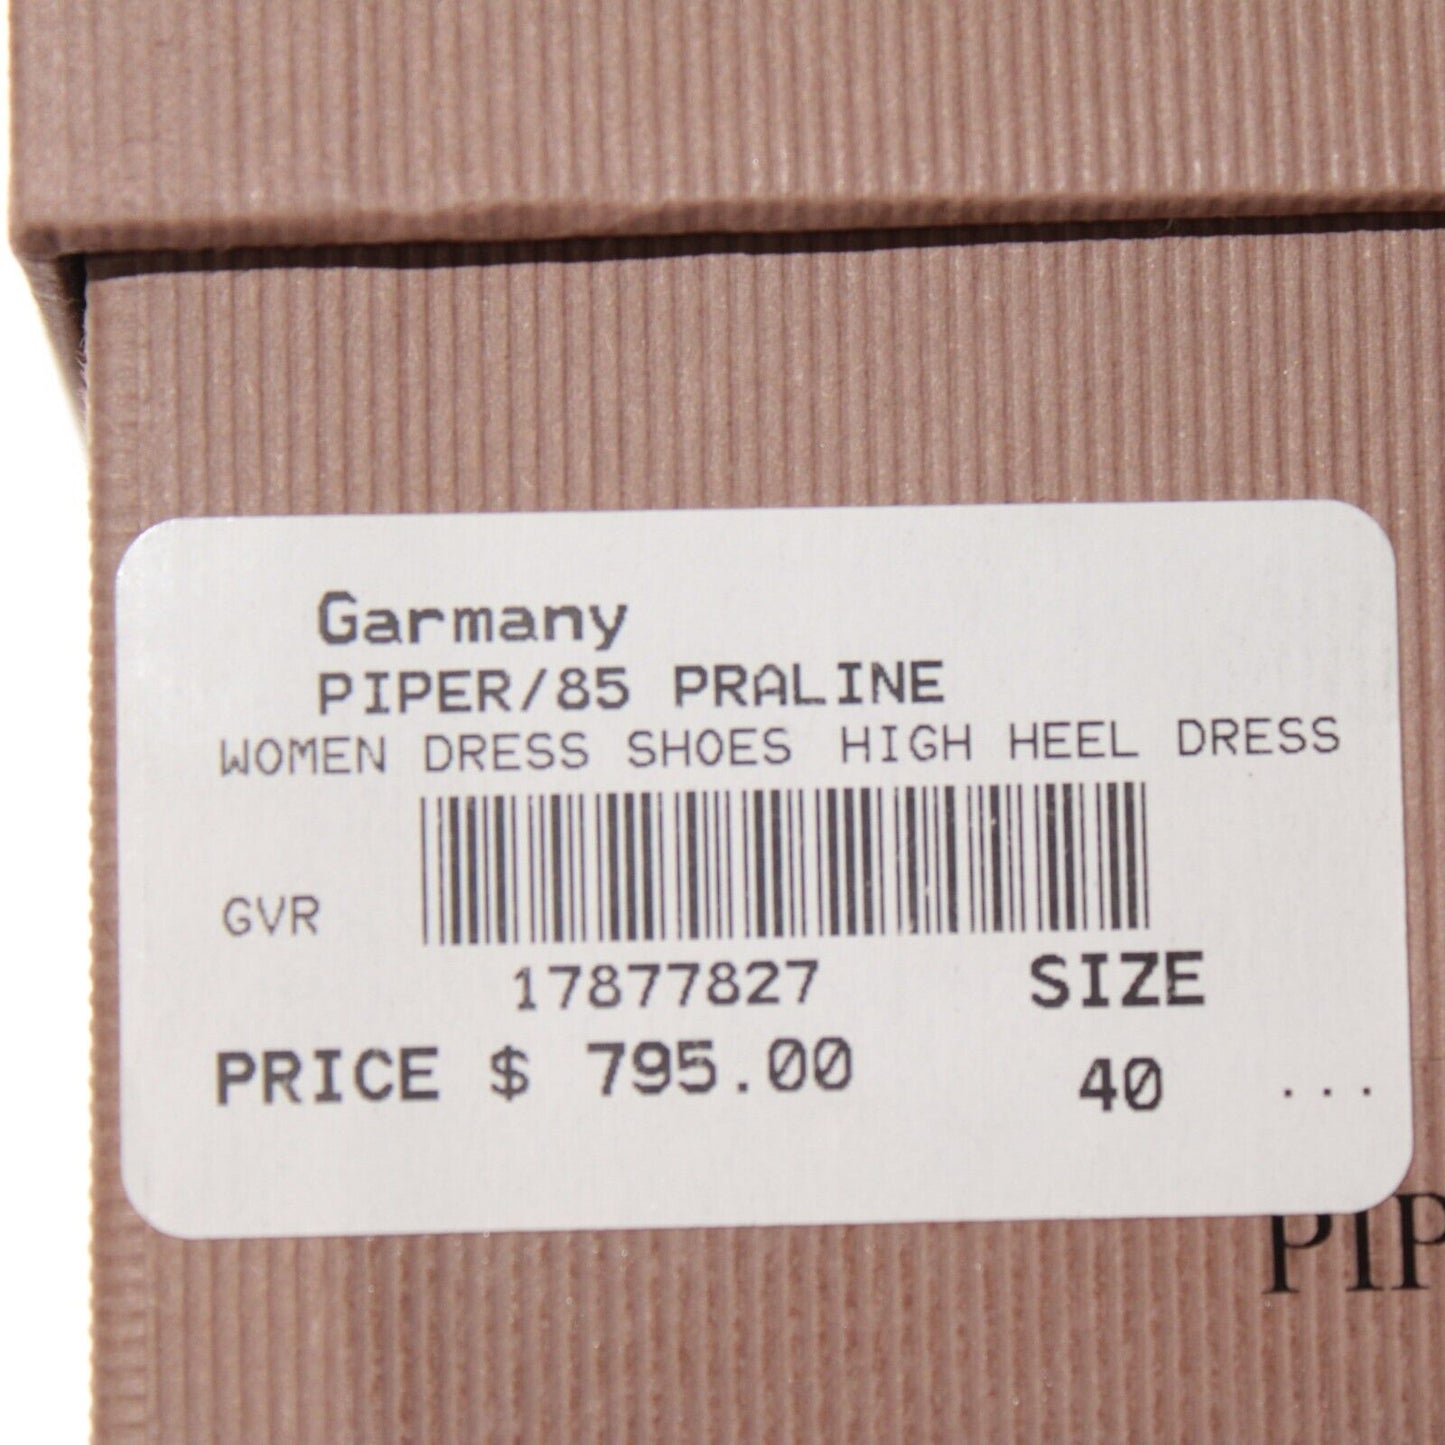 Garmany
PIPER/85 PRALINE
WOMEN DRESS SHOES HIGH HEEL DRESS
GVR
17877827 SIZE
PRICE $ 795.00 40 ...
PIP